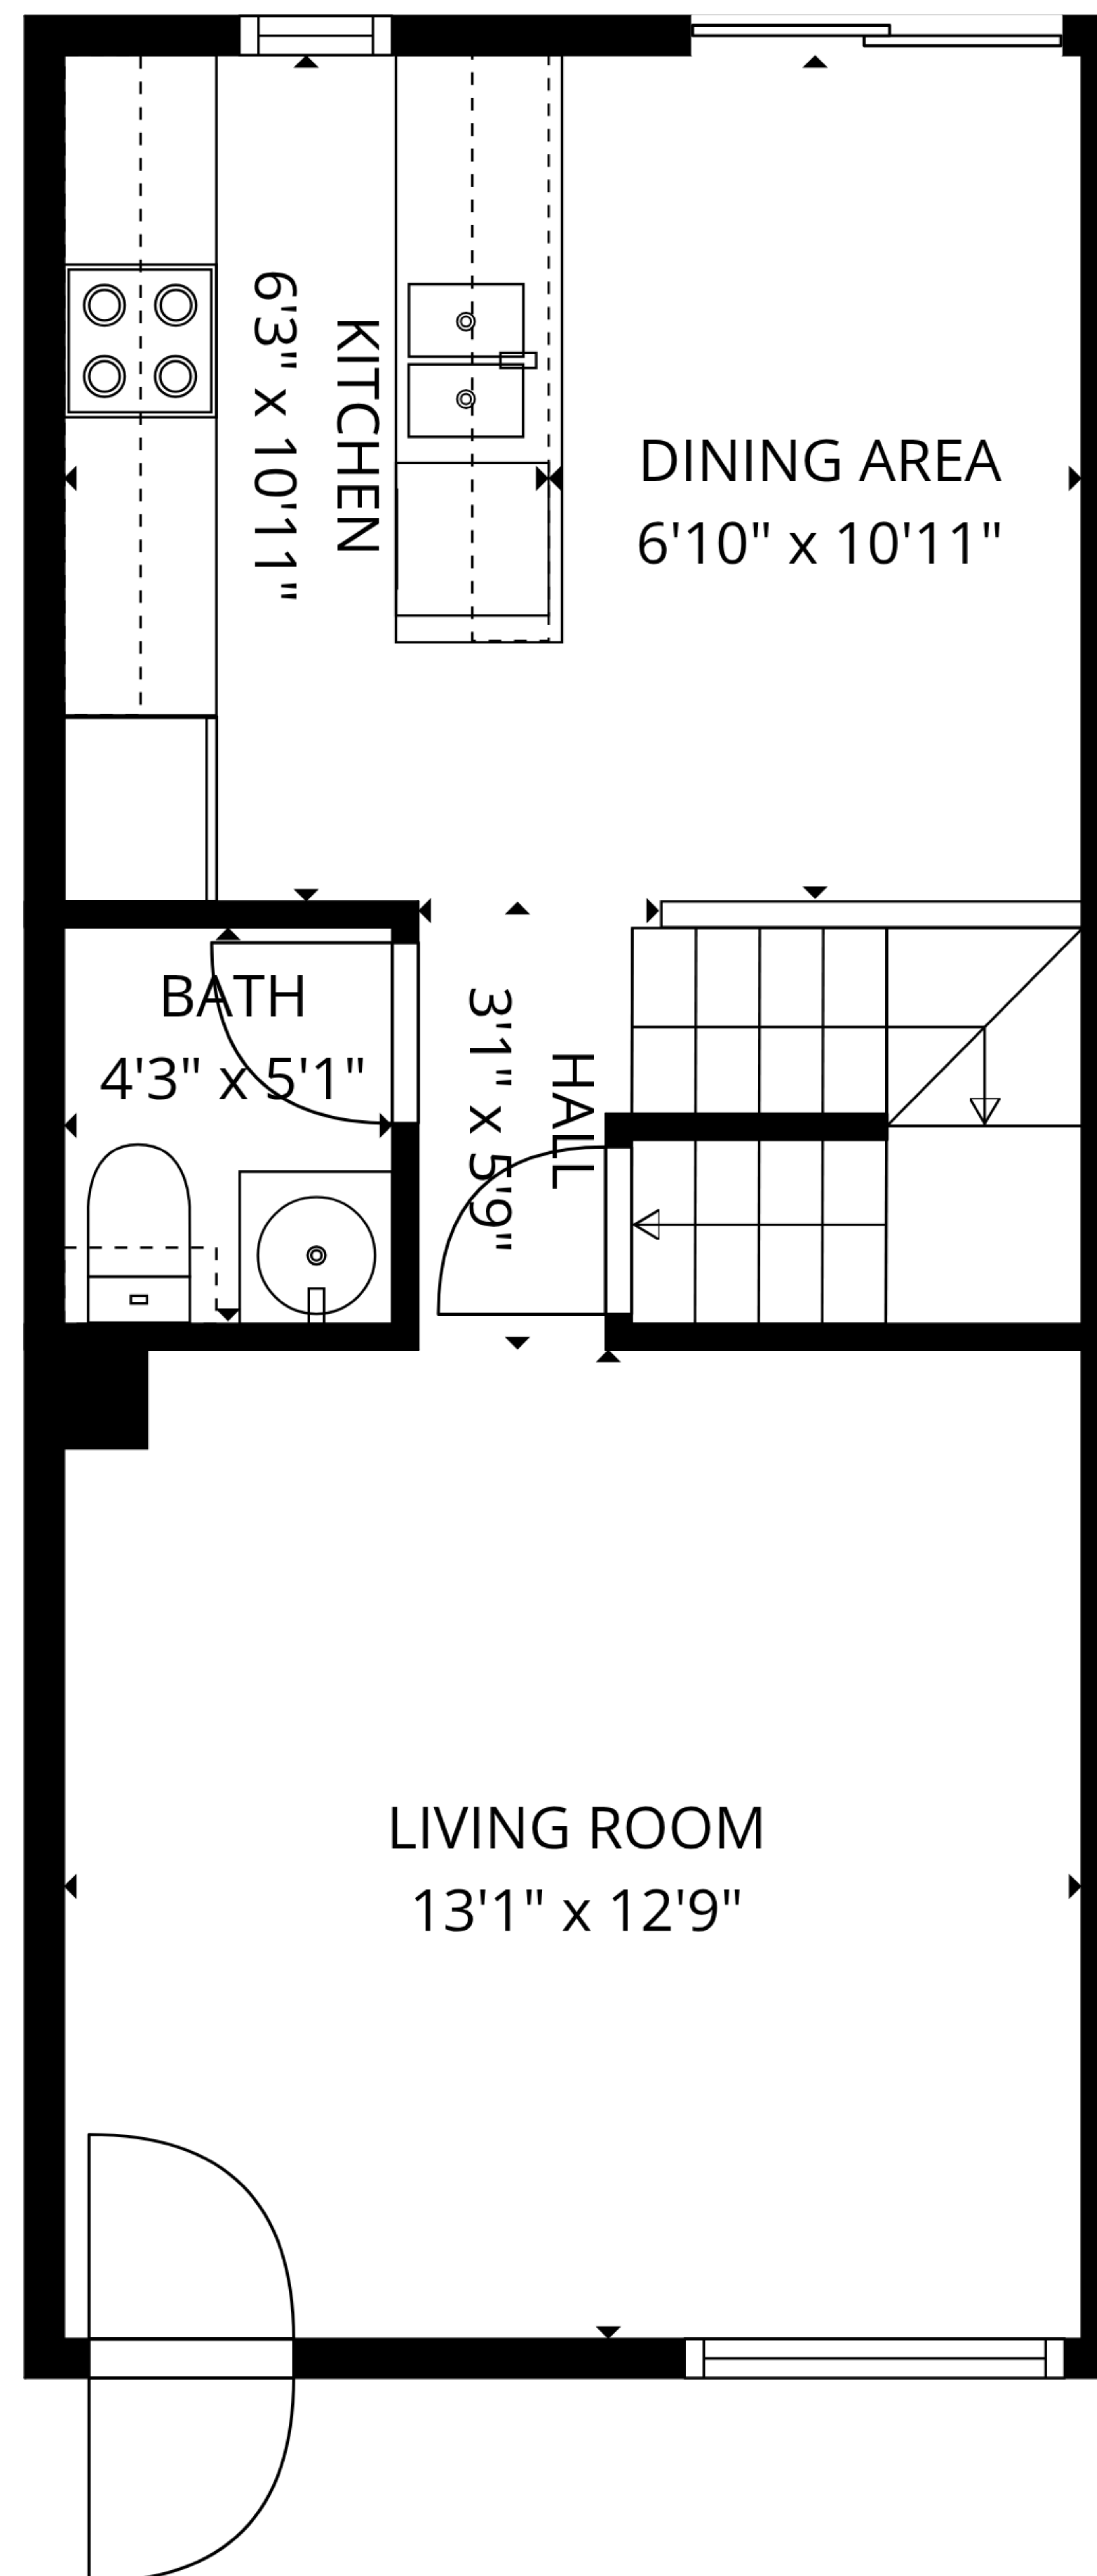 KITCHEN
6'3" x 10'11"
DINING AREA
6'10" x 10'11"
BATH
4'3" x 5'1"
HALL
3'1" x 5'9"
LIVING ROOM
13'1" x 12'9"